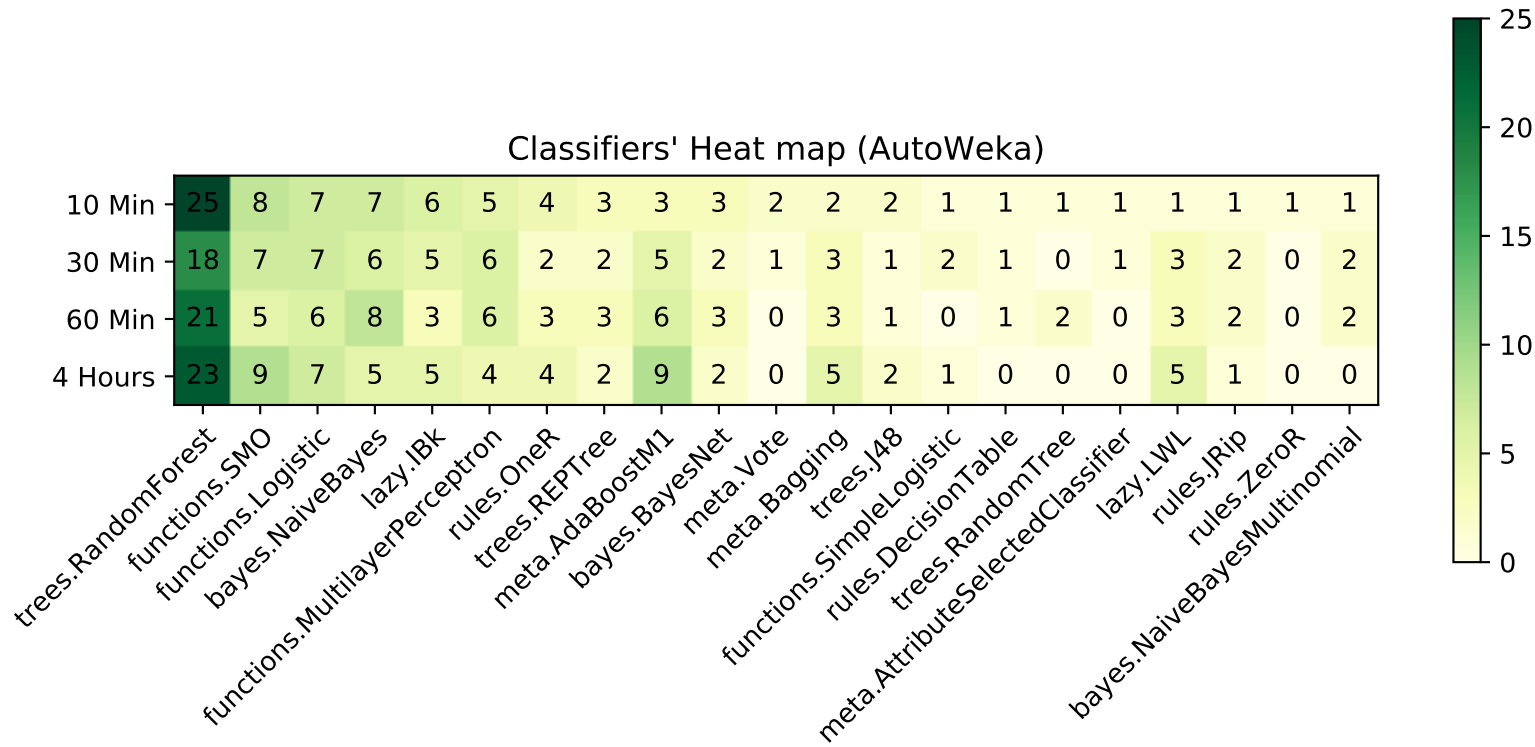 Classifiers' Heat map (AutoWeka)
10 Min 25 8 7 7 6 5 4 3 3 3 2 2 2 1 1 1 1 1 1 1 1
30 Min 18 7 7 6 5 6 2 2 5 2 1 3 1 2 1 0 1 3 2 0 2
60 Min 21 5 6 8 3 6 3 3 6 3 0 3 1 0 1 2 0 3 2 0 2
4 Hours 23 9 7 5 5 4 4 2 9 2 0 5 2 1 0 0 0 5 1 0 0
trees.RandomForest
functions.SMO
functions.Logistic
bayes.NaiveBayes
lazy.IBk
functions.MultilayerPerceptron
rules.OneR
trees.REPTree
meta.AdaBoostM1
bayes.BayesNet
meta.Vote
meta.Bagging
trees.J48
functions.SimpleLogistic
rules.DecisionTable
trees.RandomTree
meta.AttributeSelectedClassifier
lazy.LWL
rules.JRip
rules.ZeroR
bayes.NaiveBayesMultinomial
25
20
15
10
5
0